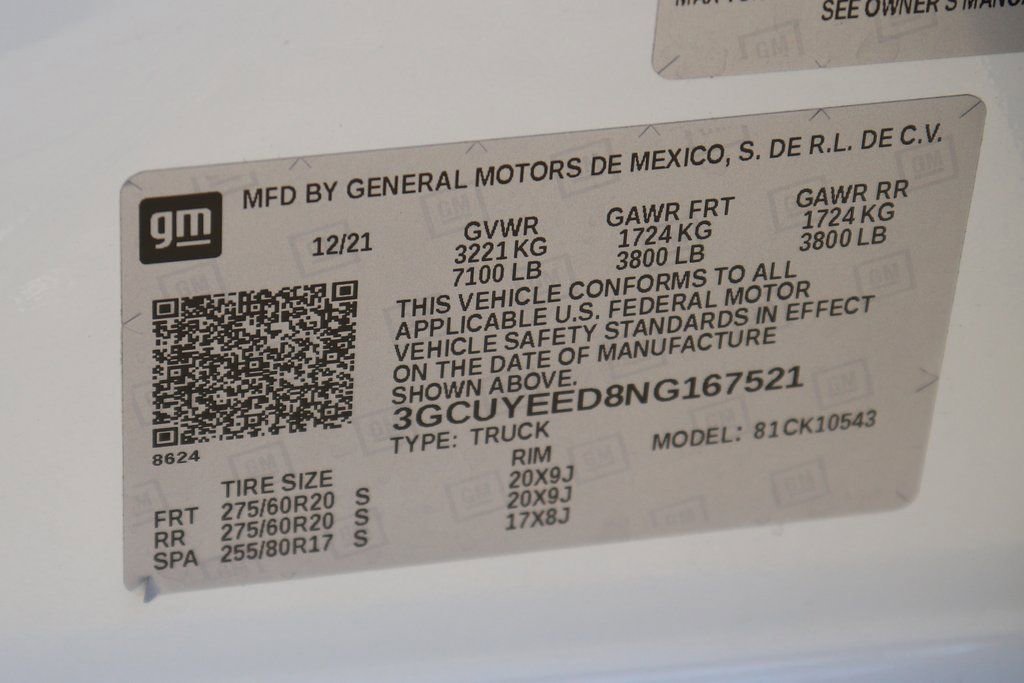 SEE OWNER'S
MFD BY GENERAL MOTORS DE MEXICO, S. DE R.L. DE C.V.
gm
12/21
GVWR GAWR FRT GAWR RR
3221 KG 1724 KG 1724 KG
7100 LB 3800 LB 3800 LB
THIS VEHICLE CONFORMS TO ALL
APPLICABLE U.S. FEDERAL MOTOR
VEHICLE SAFETY STANDARDS IN EFFECT
ON THE DATE OF MANUFACTURE
SHOWN ABOVE.
3GCUYEED8NG167521
TYPE: TRUCK MODEL: 81CK10543
8624
TIRE SIZE RIM
FRT 275/60R20 S 20X9J
RR 275/60R20 S 20X9J
SPA 255/80R17 S 17X8J